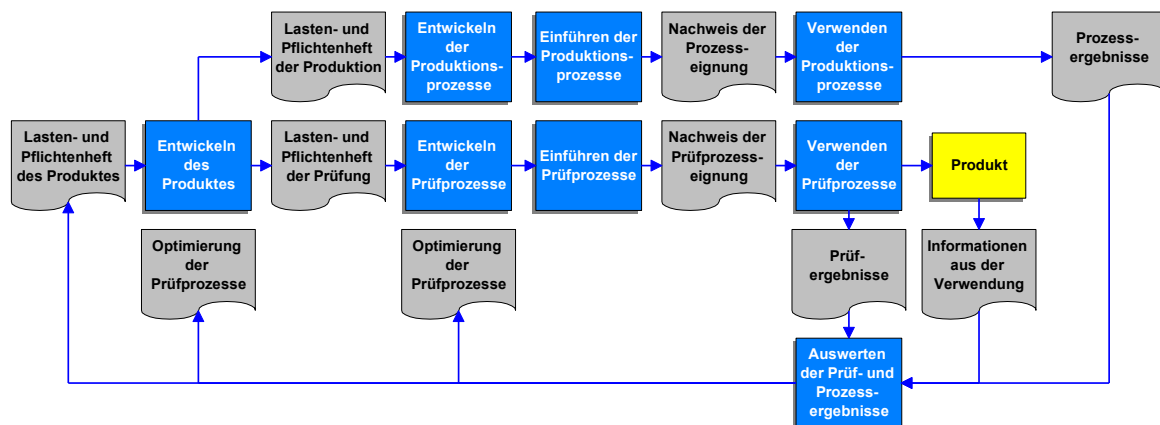 Lasten- und
Pflichtenheft
der Produktion
Entwickeln
der
Produktions-
prozesse
Einführen der
Produktions-
prozesse
Nachweis der
Prozess-
eignung
Verwenden
der
Produktions-
prozesse
Prozess-
ergebnisse
Lasten- und
Pflichtenheft
des Produktes
Entwickeln
des
Produktes
Lasten- und
Pflichtenheft
der Prüfung
Entwickeln
der
Prüfprozesse
Einführen der
Prüfprozesse
Nachweis der
Prüfprozess-
eignung
Verwenden
der
Prüfprozesse
Produkt
Optimierung
der
Prüfprozesse
Optimierung
der
Prüfprozesse
Prüf-
ergebnisse
Informationen
aus der
Verwendung
Auswerten
der Prüf- und
Prozess-
ergebnisse